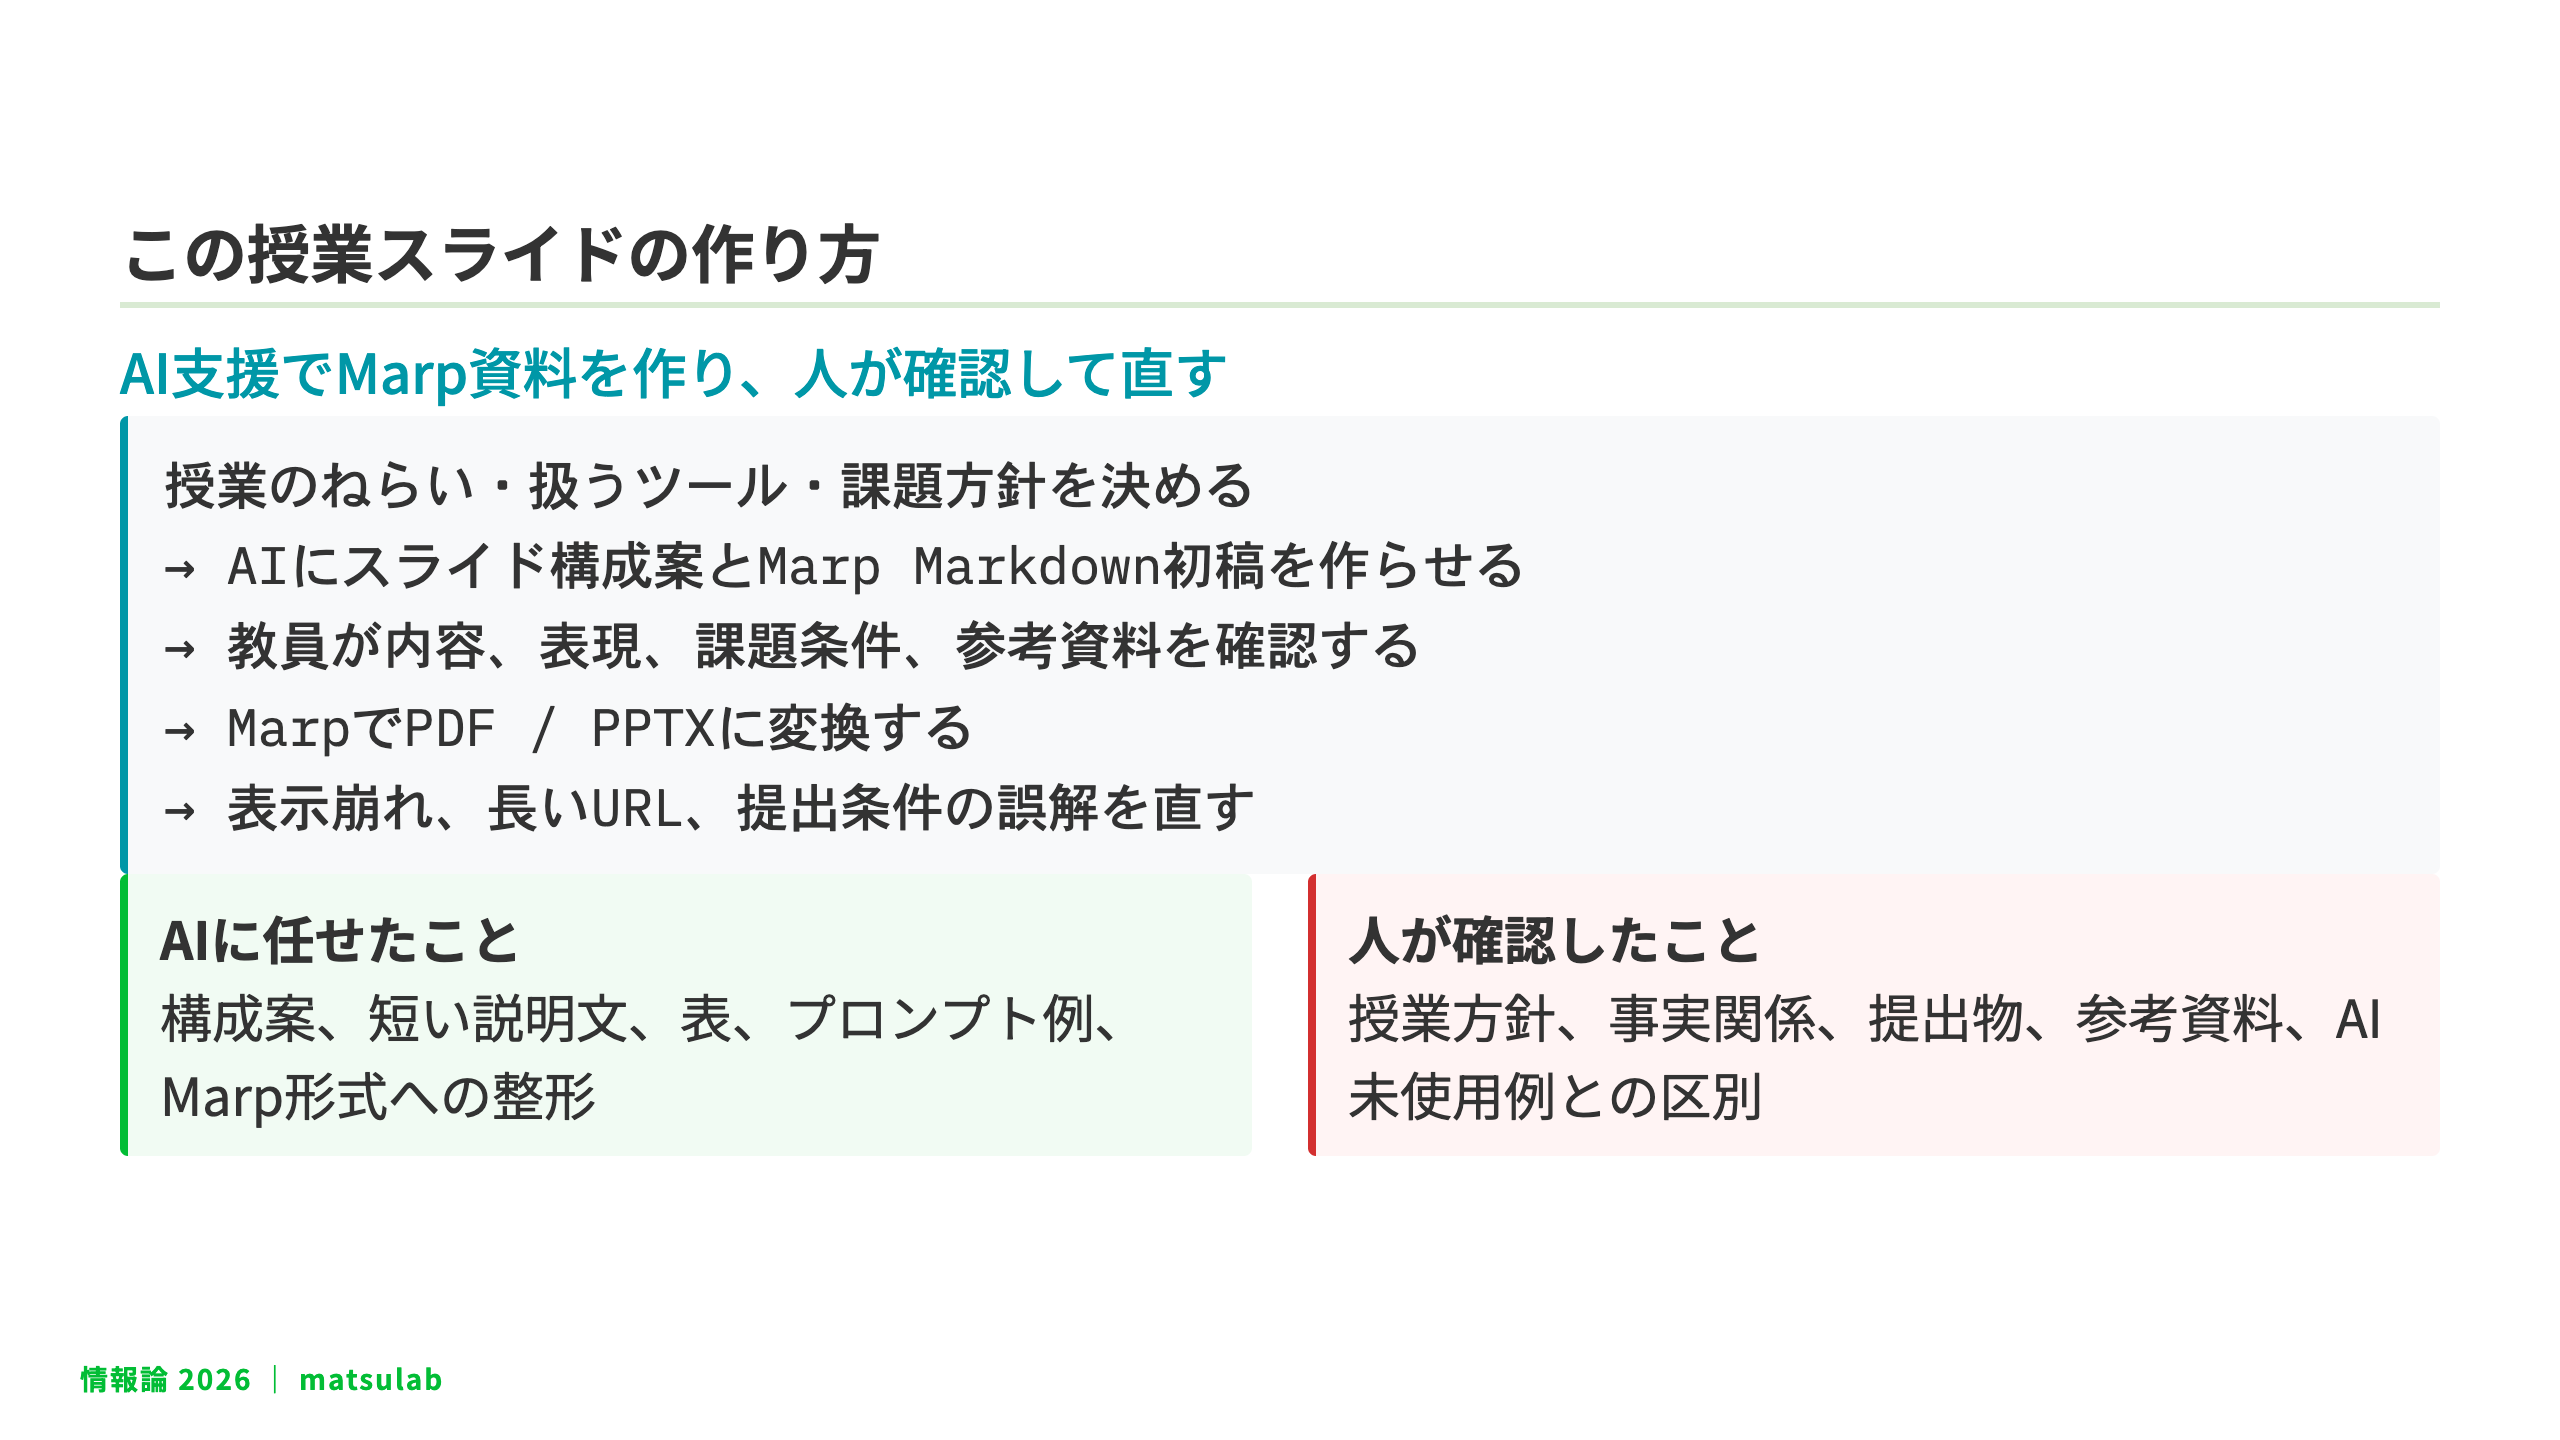 この授業スライドの作り方
AI支援でMarp資料を作り、人が確認して直す
授業のねらい・扱うツール・課題方針を決める
→ AIにスライド構成案とMarp Markdown初稿を作らせる
→ 教員が内容、表現、課題条件、参考資料を確認する
→ MarpでPDF / PPTXに変換する
→ 表示崩れ、長いURL、提出条件の誤解を直す
AIに任せたこと
構成案、短い説明文、表、プロンプト例、
Marp形式への整形
人が確認したこと
授業方針、事実関係、提出物、参考資料、AI
未使用例との区別
情報論 2026 ｜ matsulab